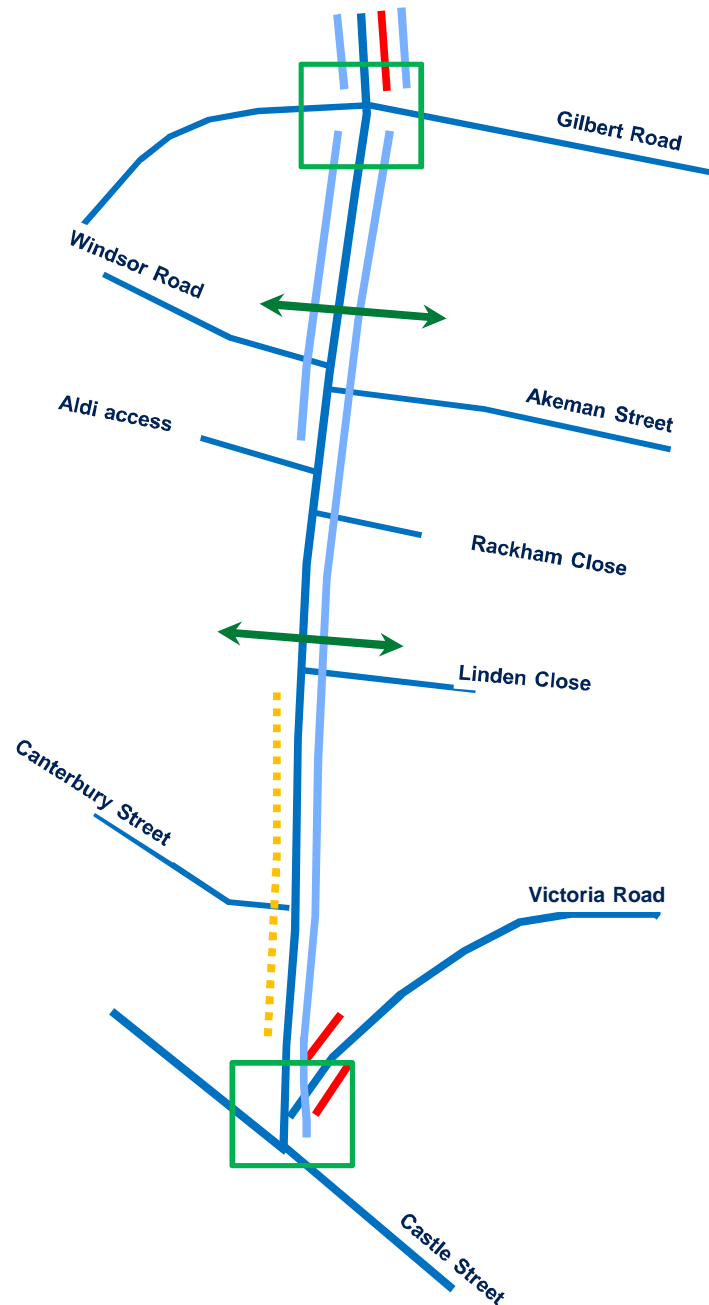 Gilbert Road
Windsor Road
Aldi access
Akeman Street
Rackham Close
Linden Close
Canterbury Street
Victoria Road
Castle Street